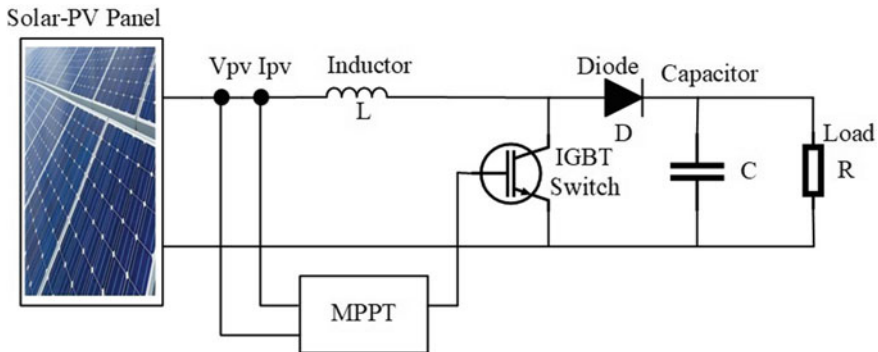 Solar-PV Panel
Vpv Ipv
Inductor
L
Diode
D
Capacitor
IGBT
Switch
C
Load
R
MPPT